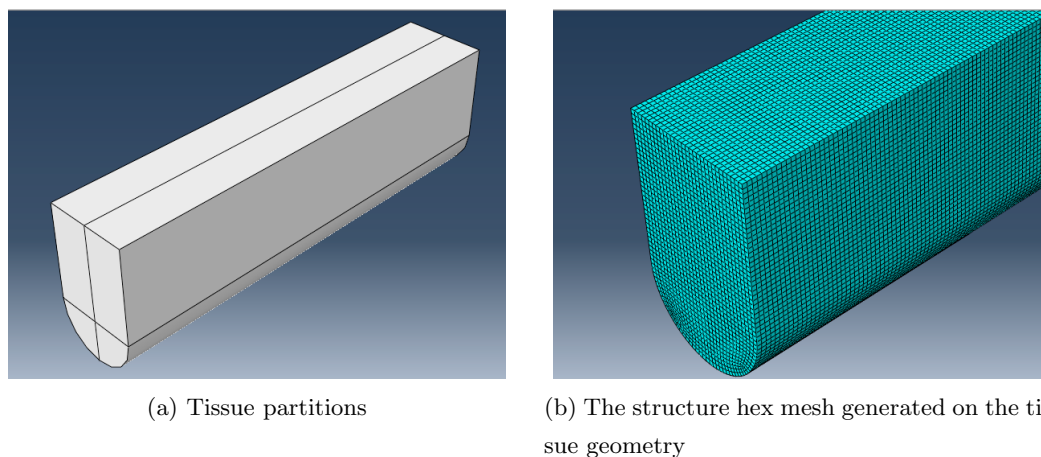 (a) Tissue partitions
(b) The structure hex mesh generated on the ti
sue geometry